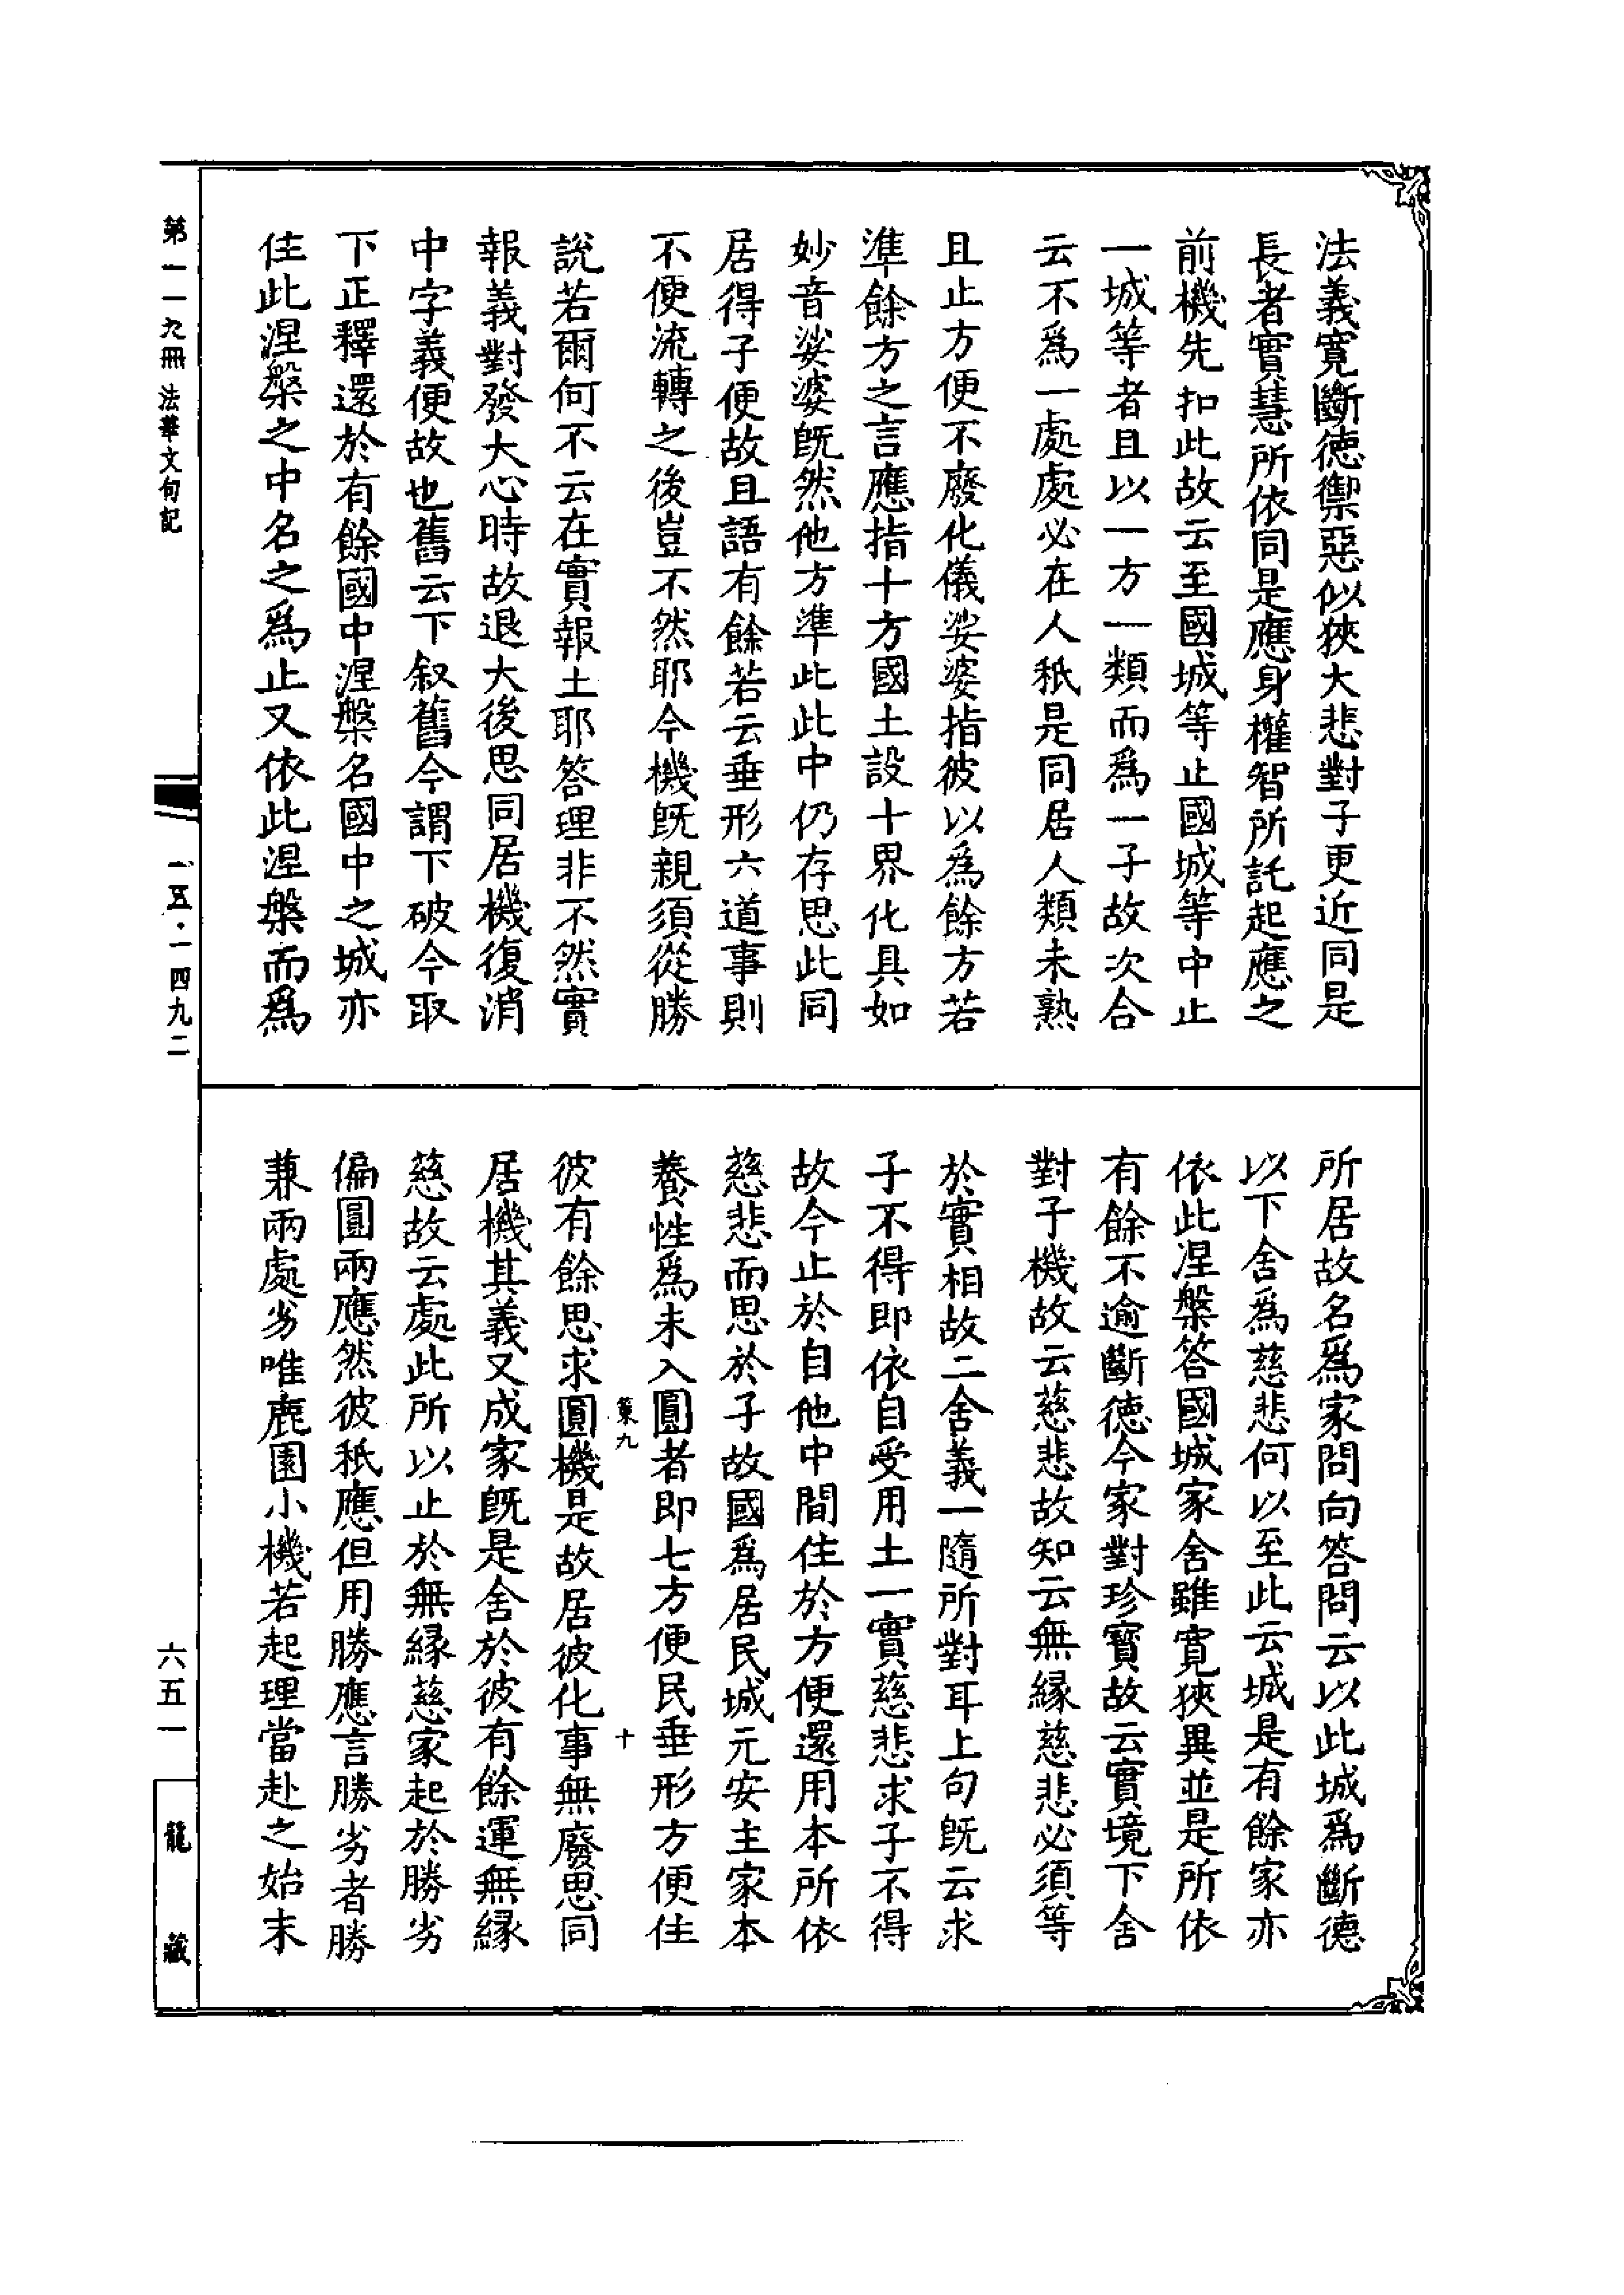 法義寬斷德禦惡似狹大悲對子更近同是
長者實慧所依同是應身權智所託起應之
前機先扣此故云至國城等止國城等中止
一城等者且以一方一類而爲一子故次合
云不爲一處處必在人秖是同居人類未熟
且止方便不廢化儀娑婆指彼以爲餘方若
準餘方之言應指十方國土設十界化具如
妙音娑婆既然他方準此此中仍存思此同
居得子便故且語有餘若云垂形六道事則
不便流轉之後豈不然耶今機既親須從勝
說若爾何不云在實報土耶答理非不然實
報義對發大心時故退大後思同居機復消
中字義便故也舊云下叙舊今謂下破今取
下正釋還於有餘國中涅槃名國中之城亦
住此涅槃之中名之爲止又依此涅槃而爲
所居故名爲家問向答問云以此城爲斷德
以下舍爲慈悲何以至此云城是有餘家亦
依此涅槃答國城家舍雖寬狹異並是所依
有餘不逾斷德今家對珍寶故云實境下舍
對子機故云慈悲故知云無緣慈悲必須等
於實相故二舍義一隨所對耳上句既云求
子不得即依自受用土一實慈悲求子不得
故今止於自他中間住於方便還用本所依
慈悲而思於子故國爲居民城元安主家本
養性爲未入圓者即七方便民垂形方便住
策九 十
彼有餘思求圓機是故居彼化事無廢思同
居機其義又成家既是舍於彼有餘運無緣
慈故云處此所以止於無緣慈家起於勝劣
偏圓兩應然彼秖應但用勝應言勝劣者勝
兼兩處劣唯鹿園小機若起理當赴之始末
第一一九冊 法華文句記
一五·一四九二
六五一
龍藏